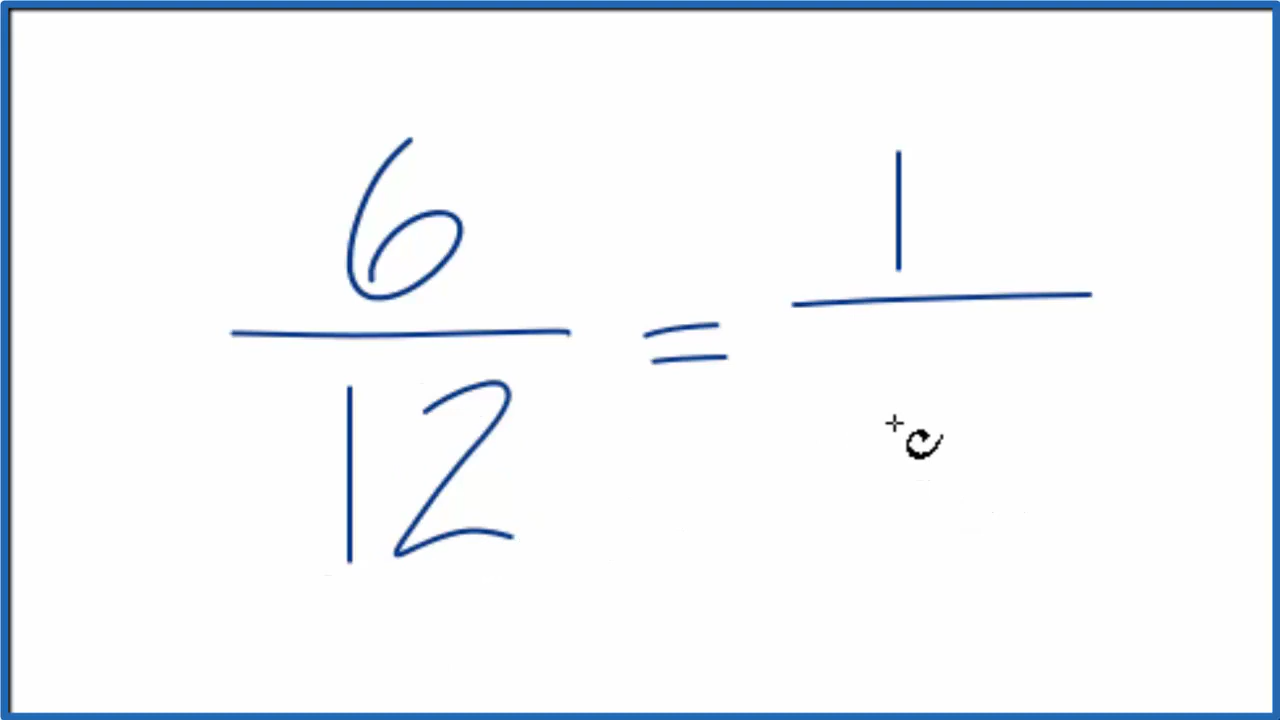 6/12 = 1/